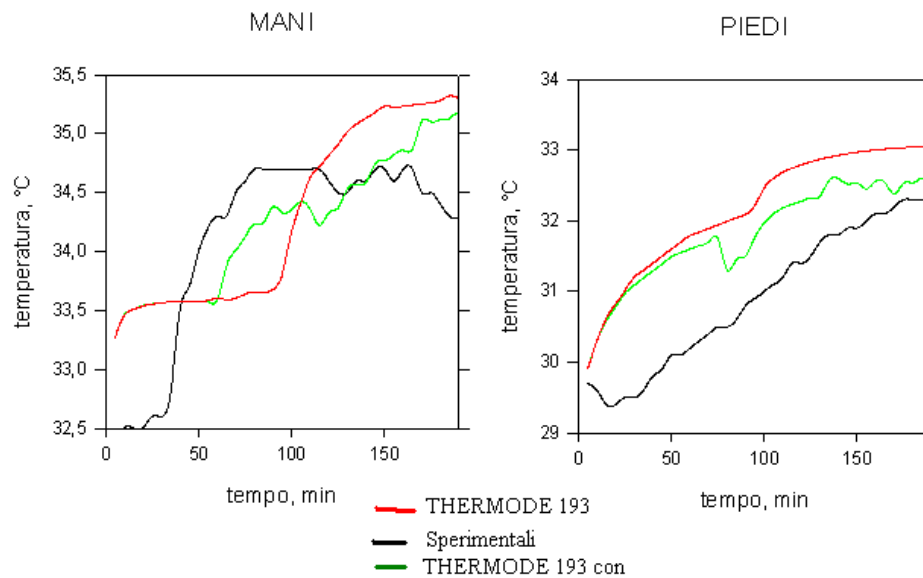 MANI
PIEDI
35,5
35,0
34,5
34,0
33,5
33,0
32,5
temperatura, °C
0
50
100
150
tempo, min
34
33
32
31
30
29
temperatura, °C
0
50
100
150
tempo, min
THERMODE 193
Sperimentali
THERMODE 193 con